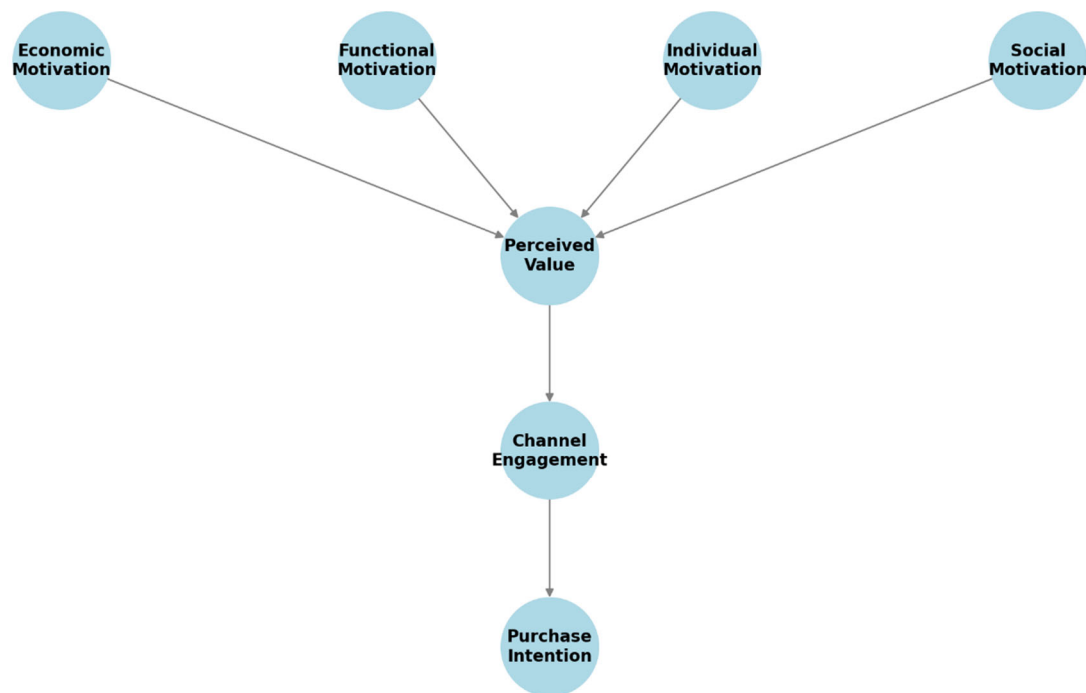 Economic
Motivation
Functional
Motivation
Individual
Motivation
Social
Motivation
Perceived
Value
Channel
Engagement
Purchase
Intention